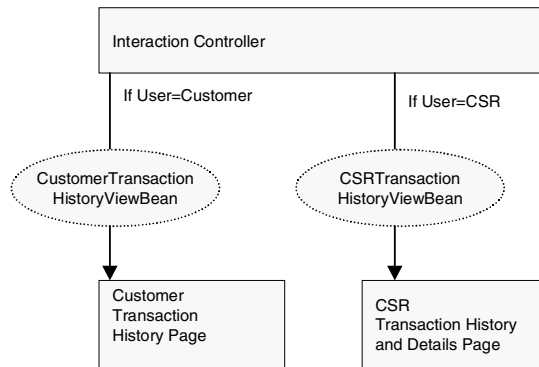 Interaction Controller
If User=Customer
If User=CSR
CustomerTransaction
HistoryViewBean
CSRTransaction
HistoryViewBean
Customer
Transaction
History Page
CSR
Transaction History
and Details Page